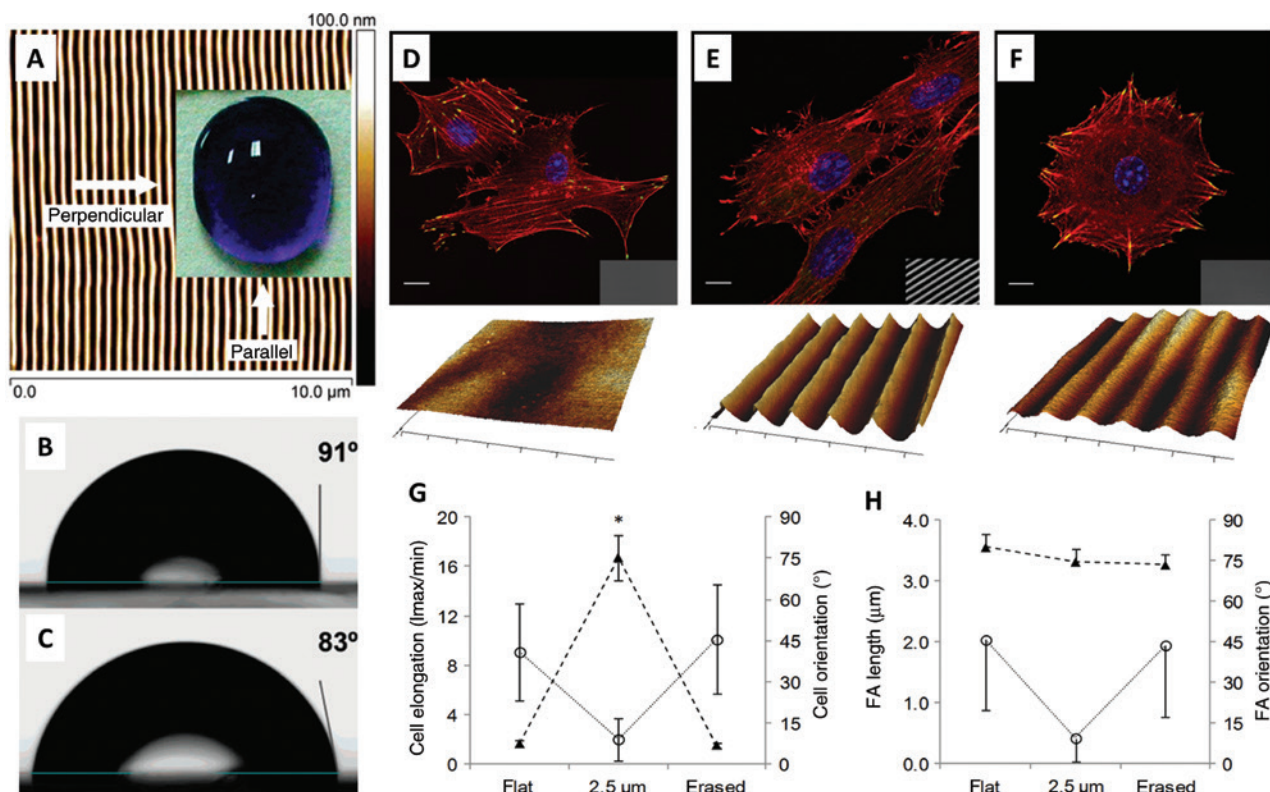 100.0 nm
A
Perpendicular
Parallel
0.0
10.0 µm
B
91º
C
83º
D
E
F
G
20
16
12
8
4
0
Cell elongation (Imax/min)
*
90
75
60
45
30
15
0
Cell orientation (°)
Flat
2.5 µm
Erased
H
4.0
3.0
2.0
1.0
0.0
FA length (µm)
90
75
60
45
30
15
0
FA orientation (°)
Flat
2.5 µm
Erased